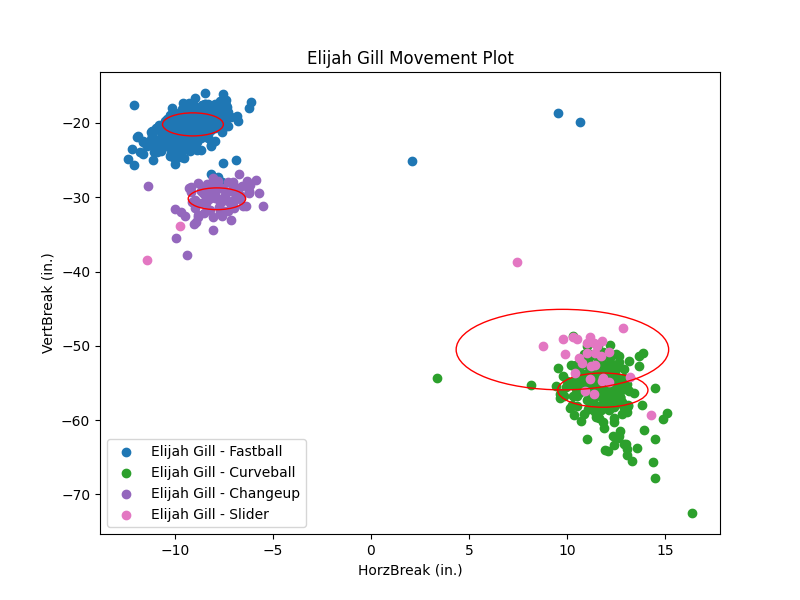 Elijah Gill Movement Plot
VertBreak (in.)
−20
−30
−40
−50
−60
−70
Elijah Gill - Fastball
Elijah Gill - Curveball
Elijah Gill - Changeup
Elijah Gill - Slider
−10
−5
0
5
10
15
HorzBreak (in.)